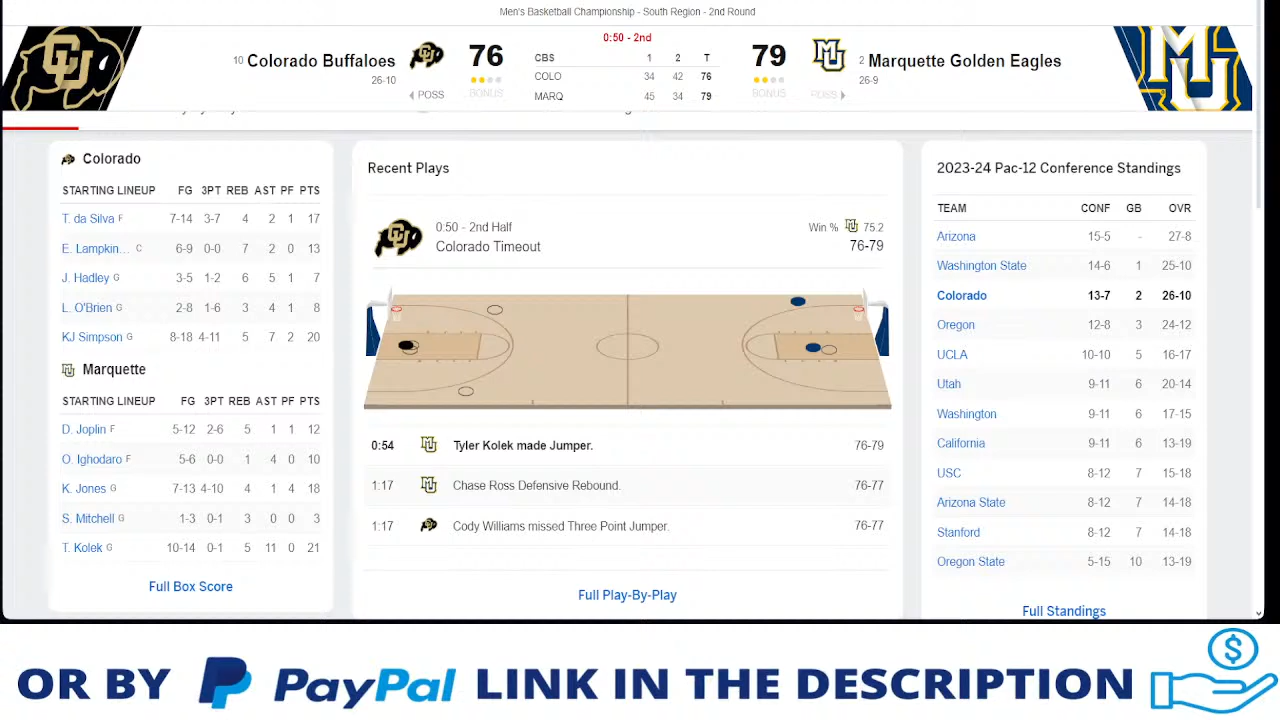 Men's Basketball Championship - South Region - 2nd Round
10 Colorado Buffaloes
26-10
76
BONUS
POSS
0:50 - 2nd
CBS 1 2 T
COLO 34 42 76
MARQ 45 34 79
79
BONUS
POSS
2 Marquette Golden Eagles
26-9
Colorado
STARTING LINEUP FG 3PT REB AST PF PTS
T. da Silva F 7-14 3-7 4 2 1 17
E. Lampkin... C 6-9 0-0 7 2 0 13
J. Hadley G 3-5 1-2 6 5 1 7
L. O'Brien G 2-8 1-6 3 4 1 8
KJ Simpson G 8-18 4-11 5 7 2 20
Marquette
STARTING LINEUP FG 3PT REB AST PF PTS
D. Joplin F 5-12 2-6 5 1 1 12
O. Ighodaro F 5-6 0-0 1 4 0 10
K. Jones G 7-13 4-10 4 1 4 18
S. Mitchell G 1-3 0-1 3 0 0 3
T. Kolek G 10-14 0-1 5 11 0 21
Full Box Score
Recent Plays
0:50 - 2nd Half
Colorado Timeout
Win % 75.2
76-79
0:54 Tyler Kolek made Jumper. 76-79
1:17 Chase Ross Defensive Rebound. 76-77
1:17 Cody Williams missed Three Point Jumper. 76-77
Full Play-By-Play
2023-24 Pac-12 Conference Standings
TEAM CONF GB OVR
Arizona 15-5 - 27-8
Washington State 14-6 1 25-10
Colorado 13-7 2 26-10
Oregon 12-8 3 24-12
UCLA 10-10 5 16-17
Utah 9-11 6 20-14
Washington 9-11 6 17-15
California 9-11 6 13-19
USC 8-12 7 15-18
Arizona State 8-12 7 14-18
Stanford 8-12 7 14-18
Oregon State 5-15 10 13-19
Full Standings
OR BY PayPal LINK IN THE DESCRIPTION